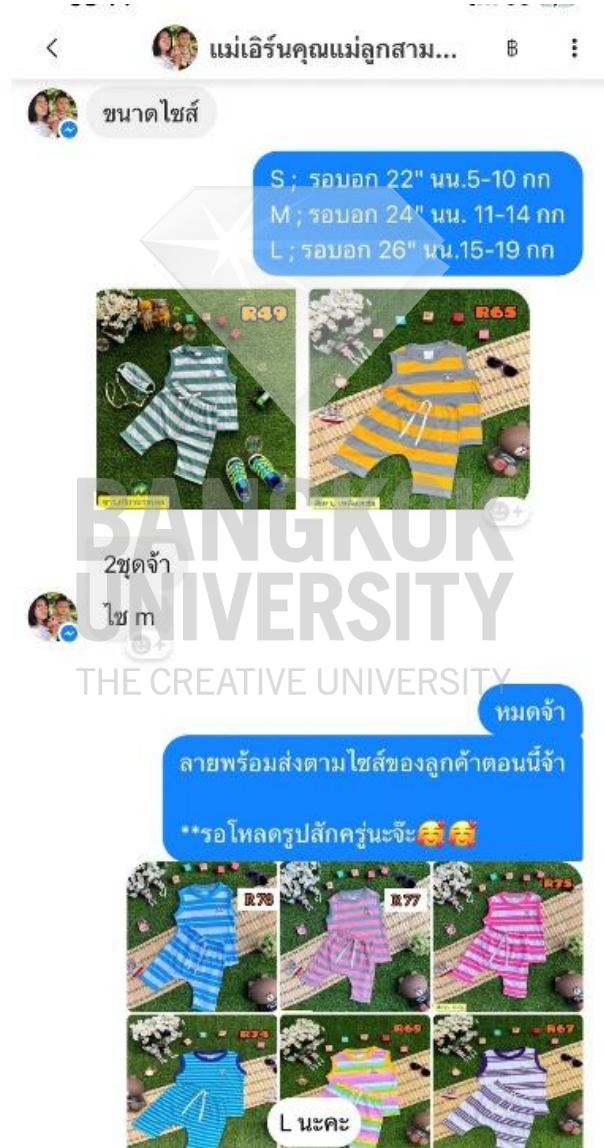 แม่เอิร์นคุณแม่ลูกสาม...
฿
ขนาดไซส์
S ; รอบอก 22" นน.5-10 กก
M ; รอบอก 24" นน. 11-14 กก
L ; รอบอก 26" นน.15-19 กก
R49
R65
BANGKOK
UNIVERSITY
THE CREATIVE UNIVERSITY
2ชุดจ้า
ไซ m
หมดจ้า
ลายพร้อมส่งตามไซส์ของลูกค้าตอนนี้จ้า
**รอโหลดรูปสักครู่นะจ๊ะ🥰🥰
R78
R77
R75
R74
R69
R67
L นะคะ